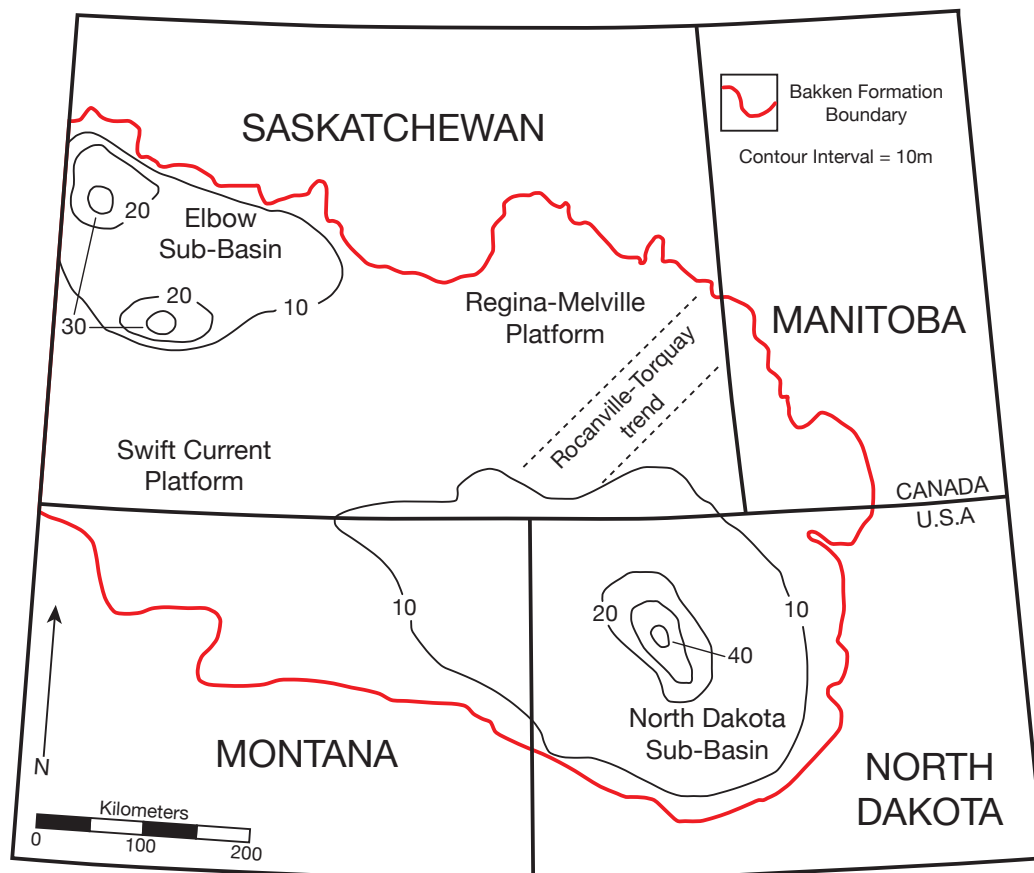 Bakken Formation
Boundary
Contour Interval = 10m
SASKATCHEWAN
20
Elbow
Sub-Basin
20
10
30
Regina-Melville
Platform
MANITOBA
Rocanville-Torquay
trend
Swift Current
Platform
CANADA
U.S.A
10
20
10
40
North Dakota
Sub-Basin
MONTANA
NORTH
DAKOTA
N
Kilometers
0
100
200